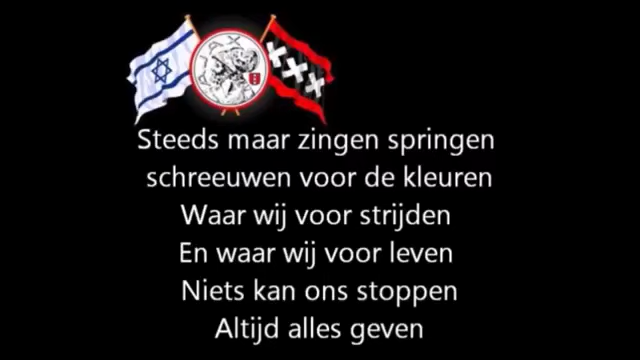 AJAX
Steeds maar zingen springen
schreeuwen voor de kleuren
Waar wij voor strijden
En waar wij voor leven
Niets kan ons stoppen
Altijd alles geven